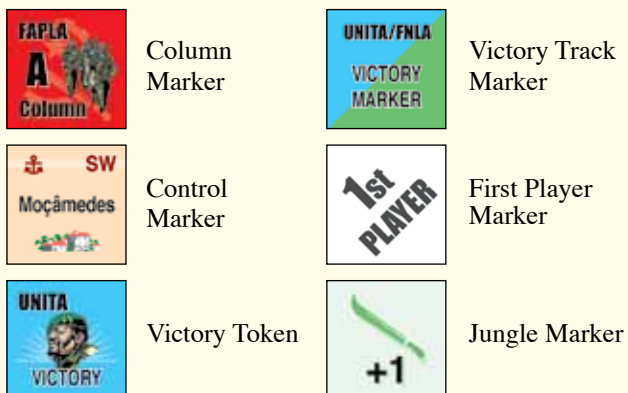 FAPLA
A
Column
Column
Marker
UNITA/FNLA
VICTORY
MARKER
Victory Track
Marker
SW
Moçâmedes
Control
Marker
1st
PLAYER
First Player
Marker
UNITA
VICTORY
Victory Token
+1
Jungle Marker